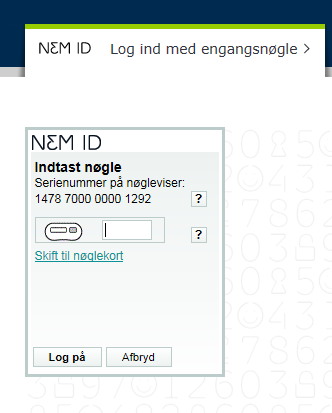 NEM ID Log ind med engangsnøgle >
NEM ID
Indtast nøgle
Serienummer på nøgleviser:
1478 7000 0000 1292 ?
?
Skift til nøglekort
Log på Afbryd